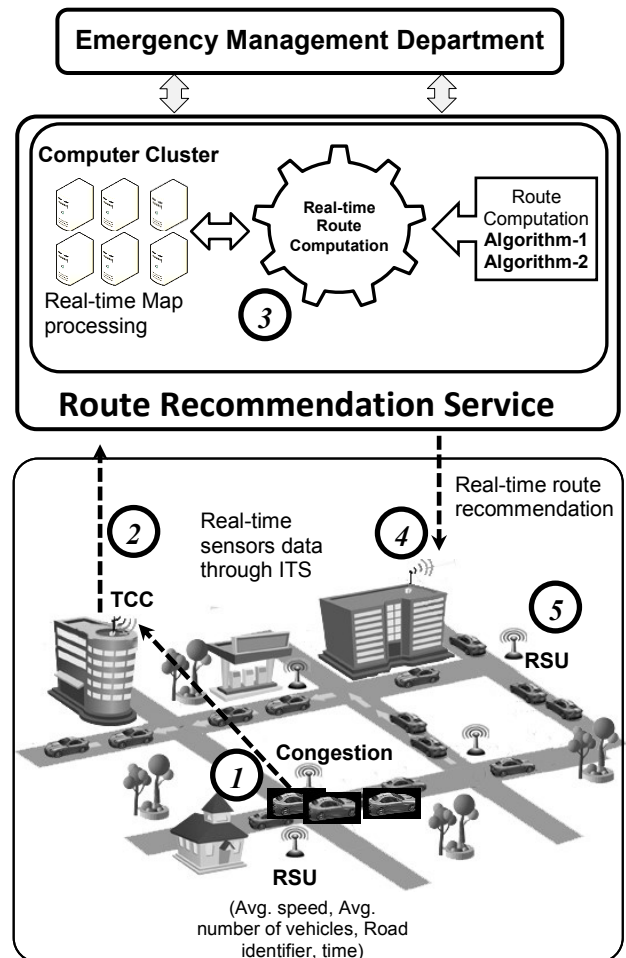 Emergency Management Department
Computer Cluster
Real-time Map
processing
Real-time
Route
Computation
Route
Computation
Algorithm-1
Algorithm-2
3
Route Recommendation Service
2
Real-time
sensors data
through ITS
4
Real-time route
recommendation
TCC
5
RSU
1
Congestion
RSU
(Avg. speed, Avg.
number of vehicles, Road
identifier, time)